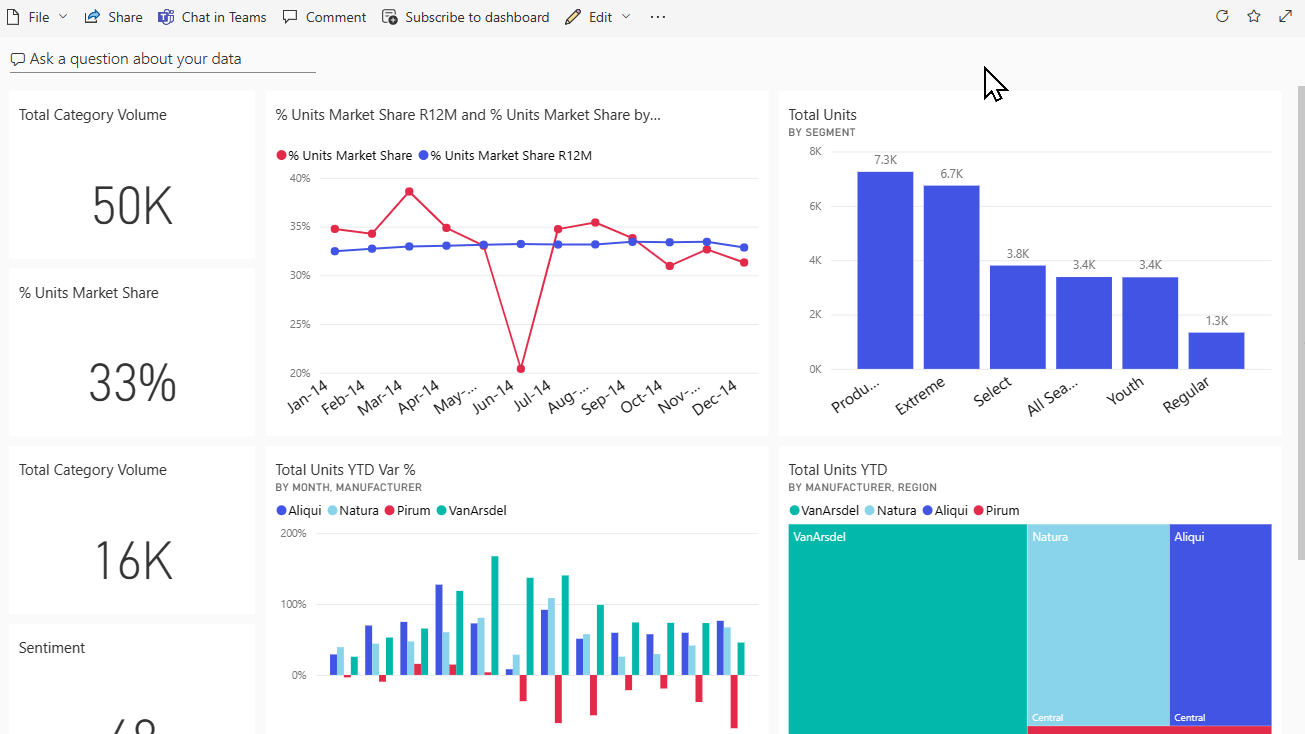 File Share Chat in Teams Comment Subscribe to dashboard Edit ...
Ask a question about your data
Total Category Volume
50K
% Units Market Share
33%
Total Category Volume
16K
Sentiment
% Units Market Share R12M and % Units Market Share by...
% Units Market Share % Units Market Share R12M
40%
35%
30%
25%
20%
Jan-14 Feb-14 Mar-14 Apr-14 May-... Jun-14 Jul-14 Aug-... Sep-14 Oct-14 Nov-... Dec-14
Total Units
BY SEGMENT
8K
6K
4K
2K
0K
7.3K 6.7K 3.8K 3.4K 3.4K 1.3K
Produ... Extreme Select All Sea... Youth Regular
Total Units YTD Var %
BY MONTH, MANUFACTURER
Aliqui Natura Pirum VanArsdel
200%
100%
0%
Total Units YTD
BY MANUFACTURER, REGION
VanArsdel Natura Aliqui Pirum
VanArsdel Natura Aliqui
Central Central